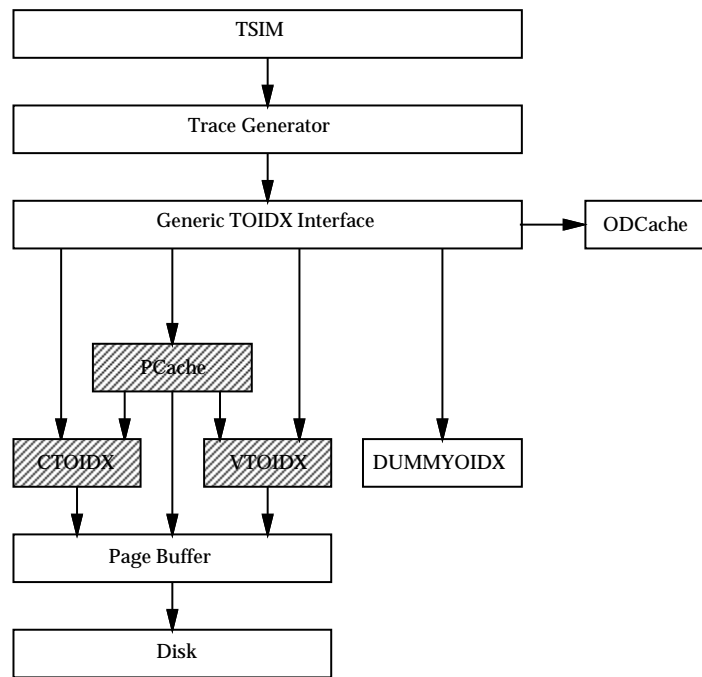 TSIM
Trace Generator
Generic TOIDX Interface
ODCache
PCache
CTOIDX
VTOIDX
DUMMYOIDX
Page Buffer
Disk